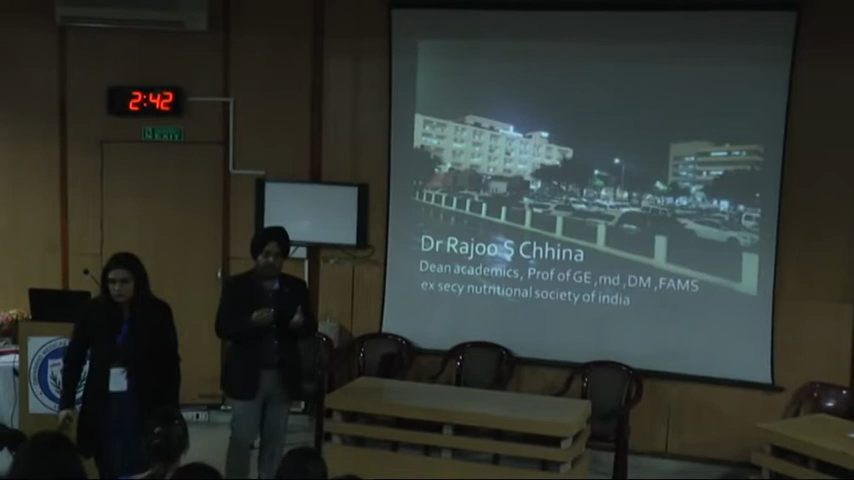 2:42
EXIT
Dr Rajoo S Chhina
Dean academics, Prof of GE ,md ,DM ,FAMS
ex secy nutritional society of india